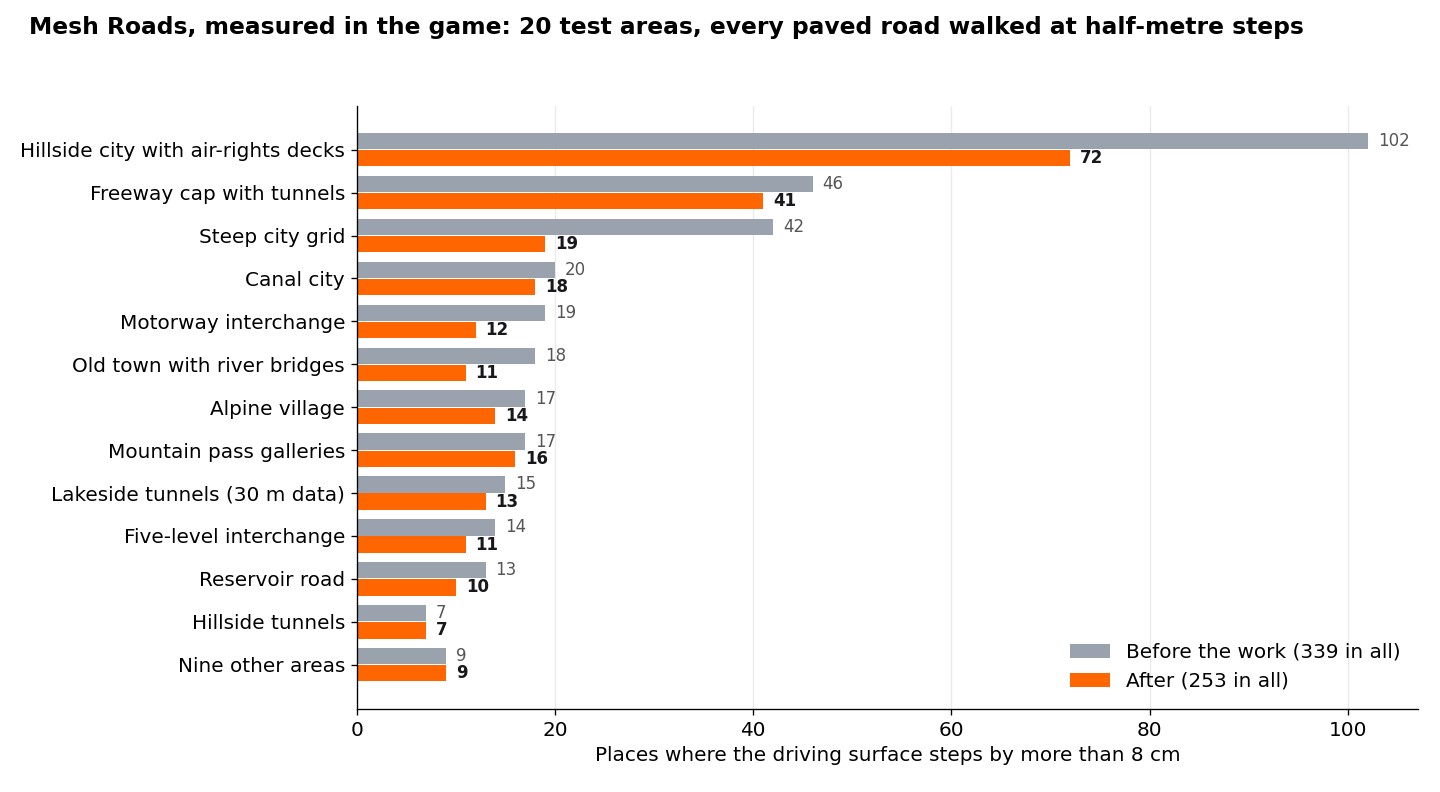 Mesh Roads, measured in the game: 20 test areas, every paved road walked at half-metre steps
Hillside city with air-rights decks
102
72
Freeway cap with tunnels
46
41
Steep city grid
42
19
Canal city
20
18
Motorway interchange
19
12
Old town with river bridges
18
11
Alpine village
17
14
Mountain pass galleries
17
16
Lakeside tunnels (30 m data)
15
13
Five-level interchange
14
11
Reservoir road
13
10
Hillside tunnels
7
7
Nine other areas
9
9
Before the work (339 in all)
After (253 in all)
0 20 40 60 80 100
Places where the driving surface steps by more than 8 cm